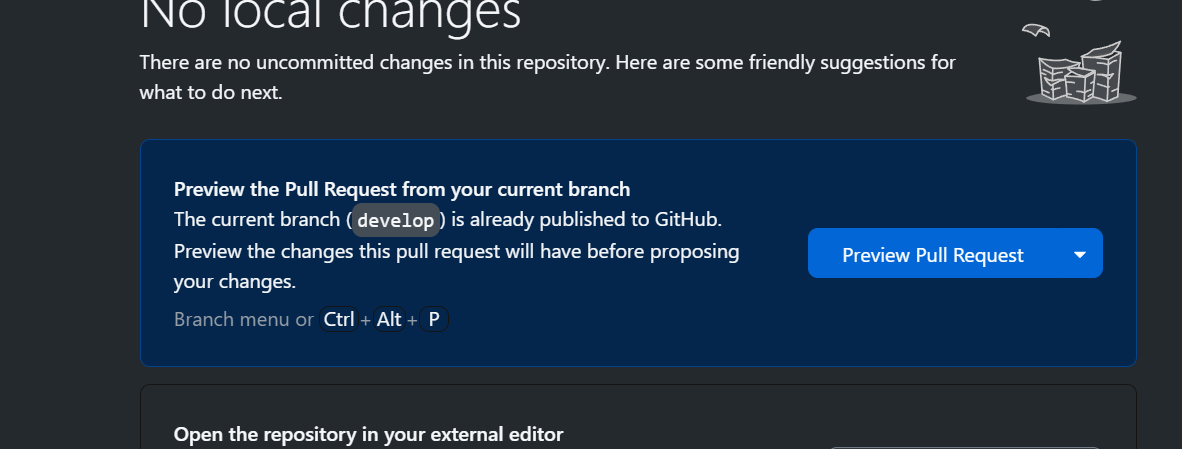 No local changes
There are no uncommitted changes in this repository. Here are some friendly suggestions for
what to do next.
Preview the Pull Request from your current branch
The current branch (develop) is already published to GitHub.
Preview the changes this pull request will have before proposing
your changes.
Branch menu or Ctrl + Alt + P
Preview Pull Request
Open the repository in your external editor